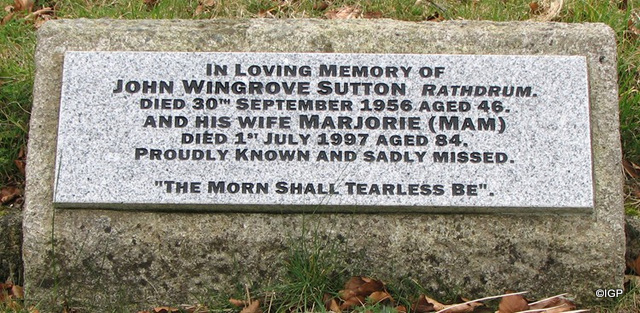 IN LOVING MEMORY OF
JOHN WINGROVE SUTTON RATHDRUM.
DIED 30TH SEPTEMBER 1956 AGED 46.
AND HIS WIFE MARJORIE (MAM)
DIED 1ST JULY 1997 AGED 84.
PROUDLY KNOWN AND SADLY MISSED.
"THE MORN SHALL TEARLESS BE".
©IGP